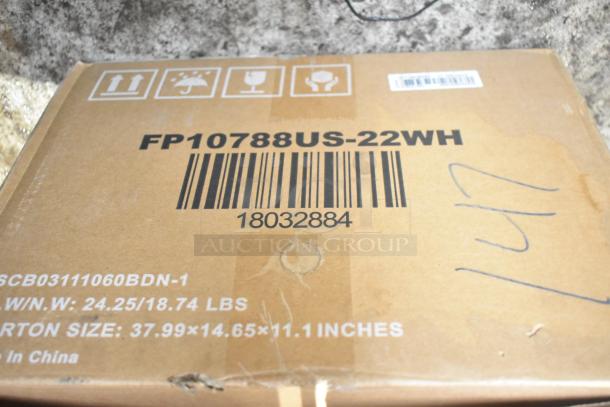 FP10788US-22WH
18032884
AUCTION GROUP
SCB03111060BDN-1
.W/N.W: 24.25/18.74 LBS
RTON SIZE: 37.99×14.65×11.1 INCHES
In China
147